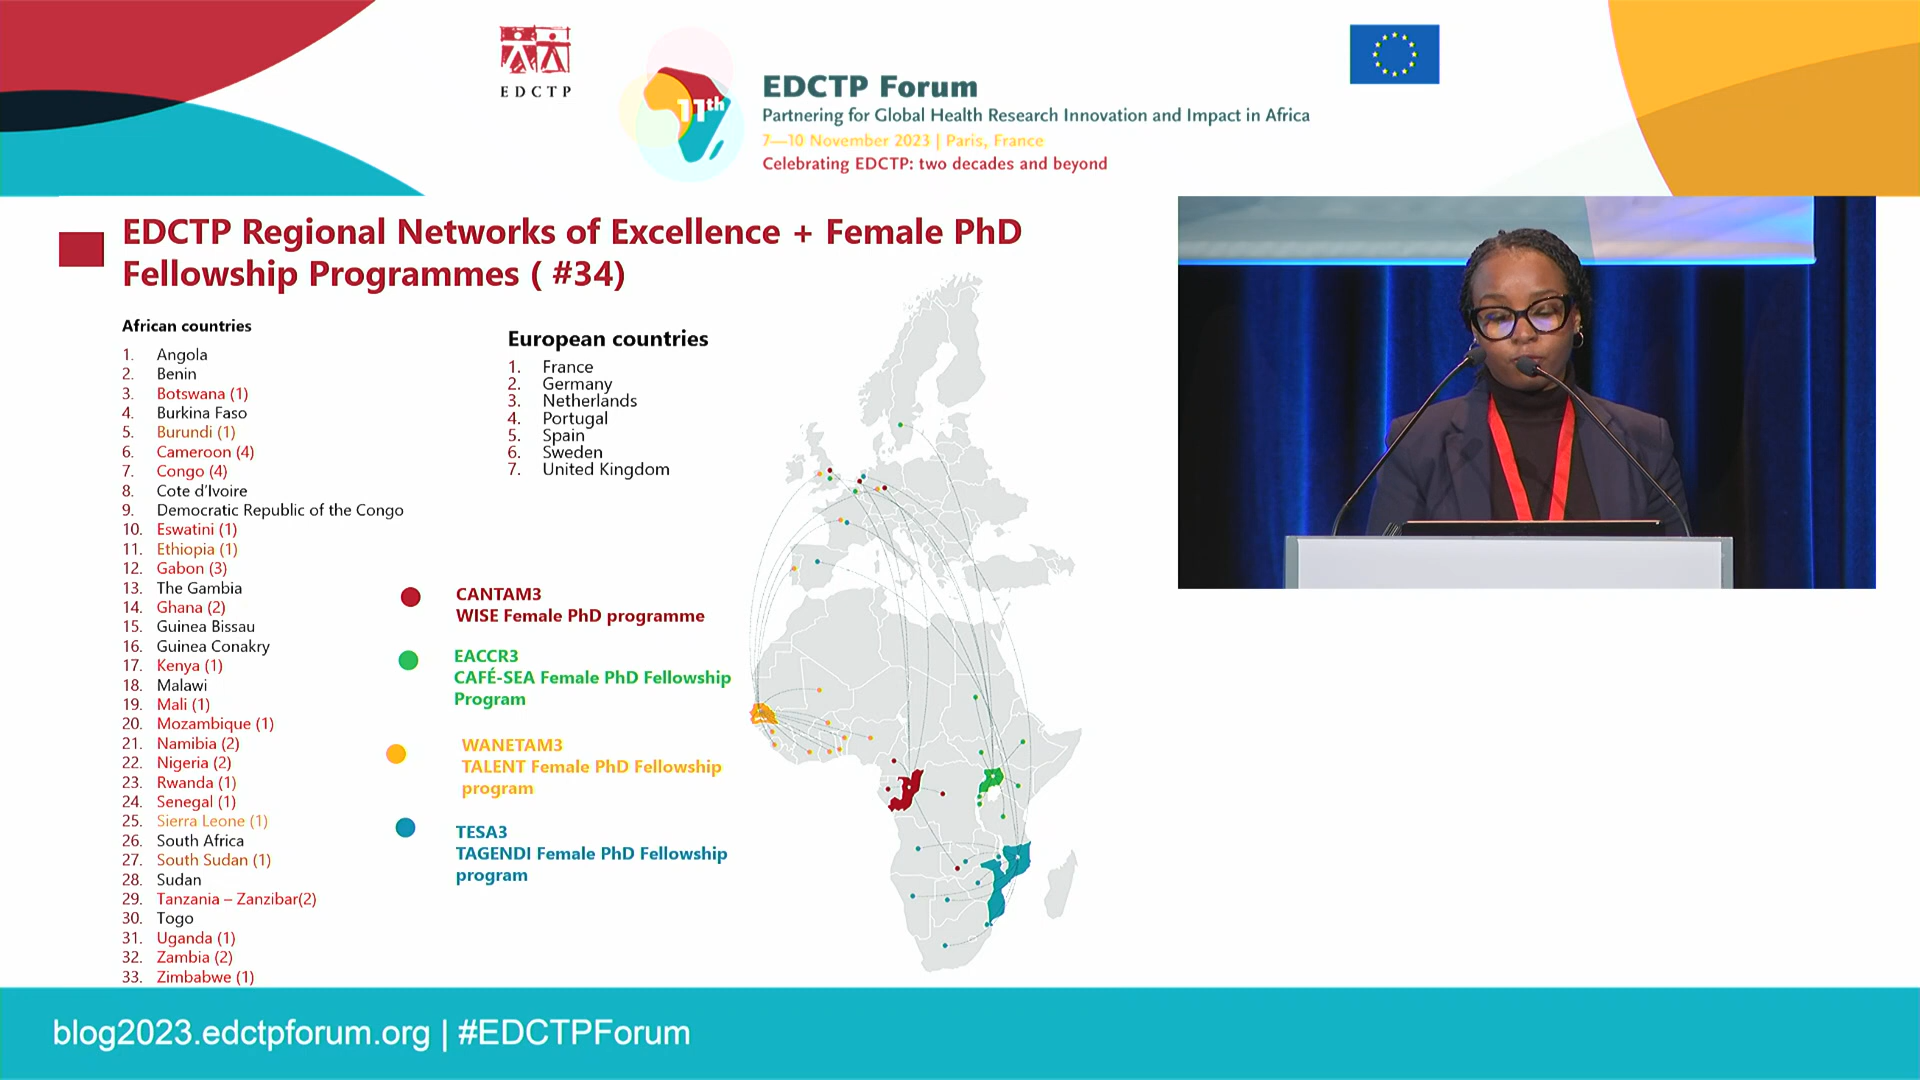 EDCTP
11th
EDCTP Forum
Partnering for Global Health Research Innovation and Impact in Africa
7—10 November 2023 | Paris, France
Celebrating EDCTP: two decades and beyond
EDCTP Regional Networks of Excellence + Female PhD
Fellowship Programmes ( #34)
African countries
1. Angola
2. Benin
3. Botswana (1)
4. Burkina Faso
5. Burundi (1)
6. Cameroon (4)
7. Congo (4)
8. Cote d'Ivoire
9. Democratic Republic of the Congo
10. Eswatini (1)
11. Ethiopia (1)
12. Gabon (3)
13. The Gambia
14. Ghana (2)
15. Guinea Bissau
16. Guinea Conakry
17. Kenya (1)
18. Malawi
19. Mali (1)
20. Mozambique (1)
21. Namibia (2)
22. Nigeria (2)
23. Rwanda (1)
24. Senegal (1)
25. Sierra Leone (1)
26. South Africa
27. South Sudan (1)
28. Sudan
29. Tanzania – Zanzibar(2)
30. Togo
31. Uganda (1)
32. Zambia (2)
33. Zimbabwe (1)
European countries
1. France
2. Germany
3. Netherlands
4. Portugal
5. Spain
6. Sweden
7. United Kingdom
CANTAM3
WISE Female PhD programme
EACCR3
CAFÉ-SEA Female PhD Fellowship
Program
WANETAM3
TALENT Female PhD Fellowship
program
TESA3
TAGENDI Female PhD Fellowship
program
blog2023.edctpforum.org | #EDCTPForum